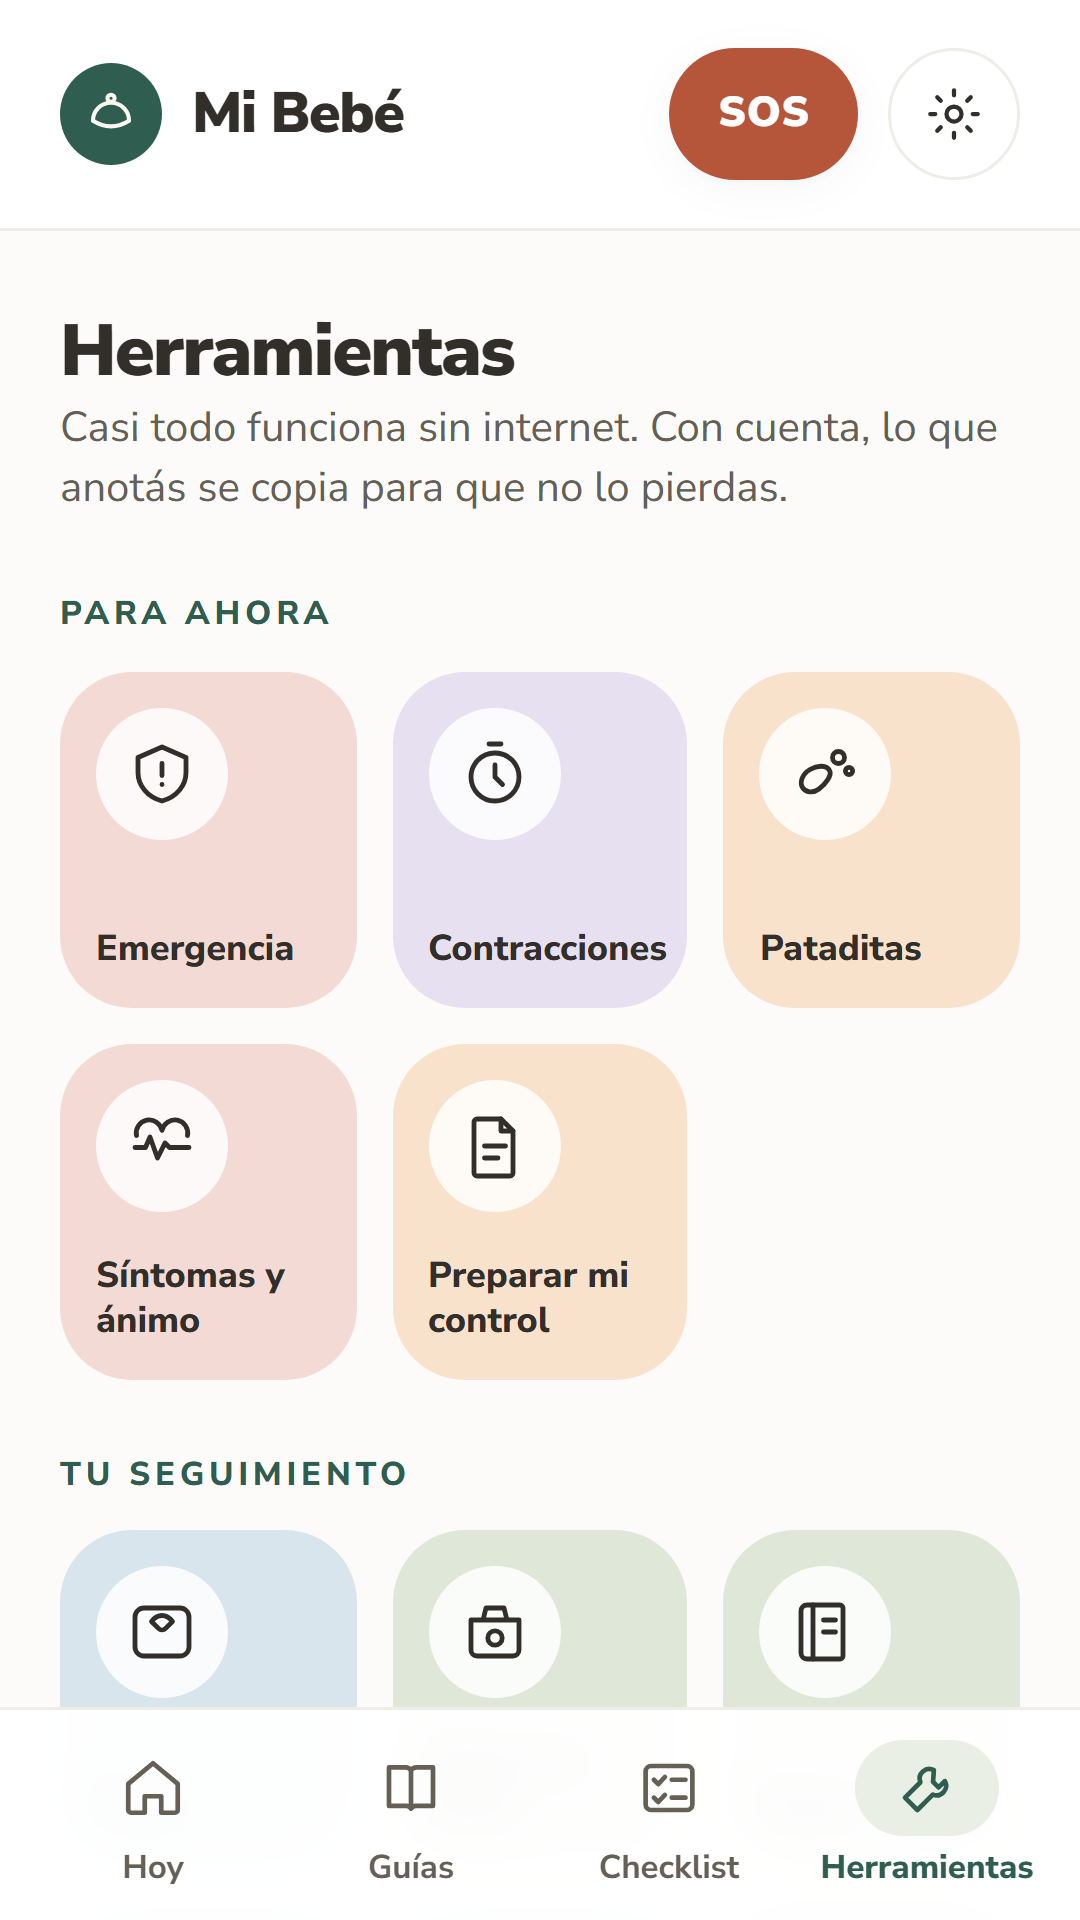 Mi Bebé
SOS
Herramientas
Casi todo funciona sin internet. Con cuenta, lo que
anotás se copia para que no lo pierdas.
PARA AHORA
Emergencia
Contracciones
Pataditas
Síntomas y
ánimo
Preparar mi
control
TU SEGUIMIENTO
Hoy
Guías
Checklist
Herramientas